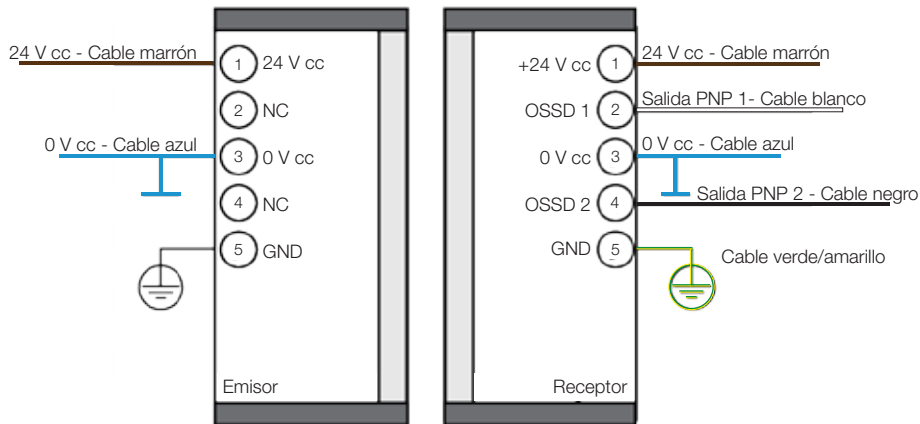 24 V cc - Cable marrón
1 24 V cc
2 NC
0 V cc - Cable azul
3 0 V cc
4 NC
5 GND
Emisor
+24 V cc 1
24 V cc - Cable marrón
OSSD 1 2
Salida PNP 1- Cable blanco
0 V cc 3
0 V cc - Cable azul
OSSD 2 4
Salida PNP 2 - Cable negro
GND 5
Cable verde/amarillo
Receptor